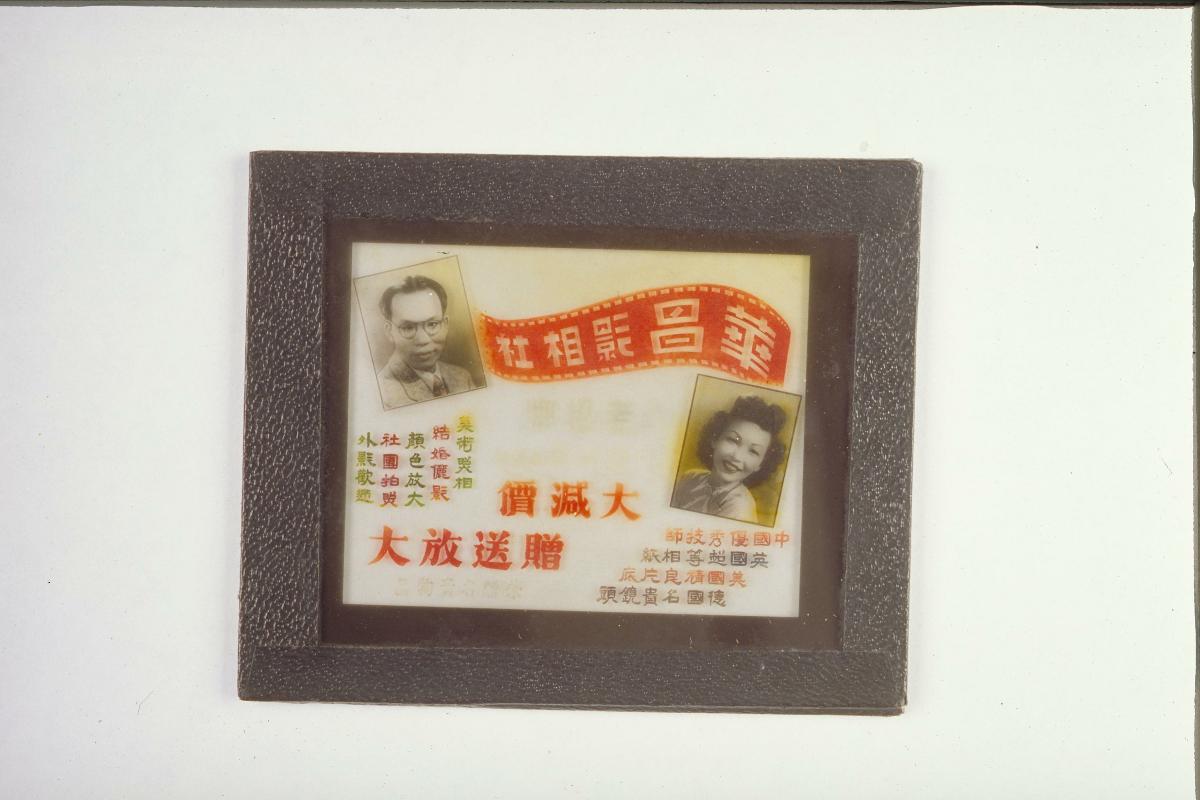 華昌影相社
大減價
贈送放大
美術照相
結婚儷影
顏色放大
社團拍照
外影歡迎
中國優秀技師
英國超等相紙
美國精良片底
德國名貴鏡頭